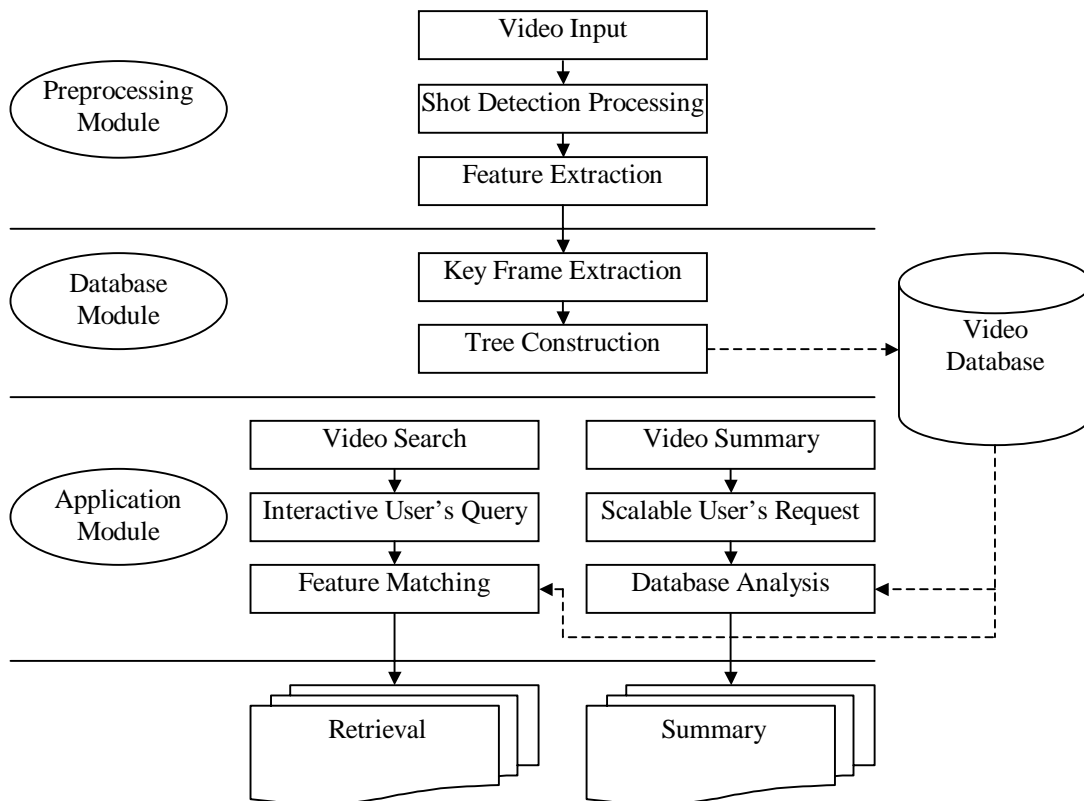 Video Input
Preprocessing
Module
Shot Detection Processing
Feature Extraction
Database
Module
Key Frame Extraction
Tree Construction
Video
Database
Video Search
Video Summary
Application
Module
Interactive User's Query
Scalable User's Request
Feature Matching
Database Analysis
Retrieval
Summary